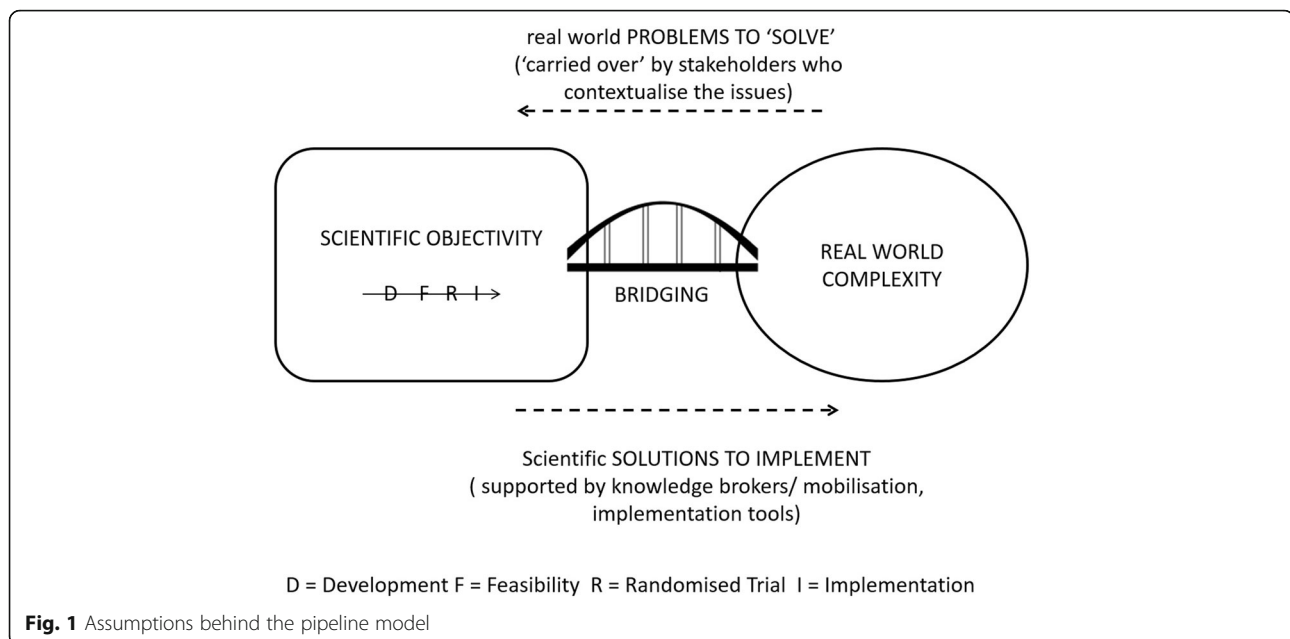 real world PROBLEMS TO ‘SOLVE’
(‘carried over’ by stakeholders who
contextualise the issues)
SCIENTIFIC OBJECTIVITY
D F R I
BRIDGING
REAL WORLD
COMPLEXITY
Scientific SOLUTIONS TO IMPLEMENT
( supported by knowledge brokers/ mobilisation,
implementation tools)
D = Development F = Feasibility R = Randomised Trial I = Implementation
Fig. 1 Assumptions behind the pipeline model